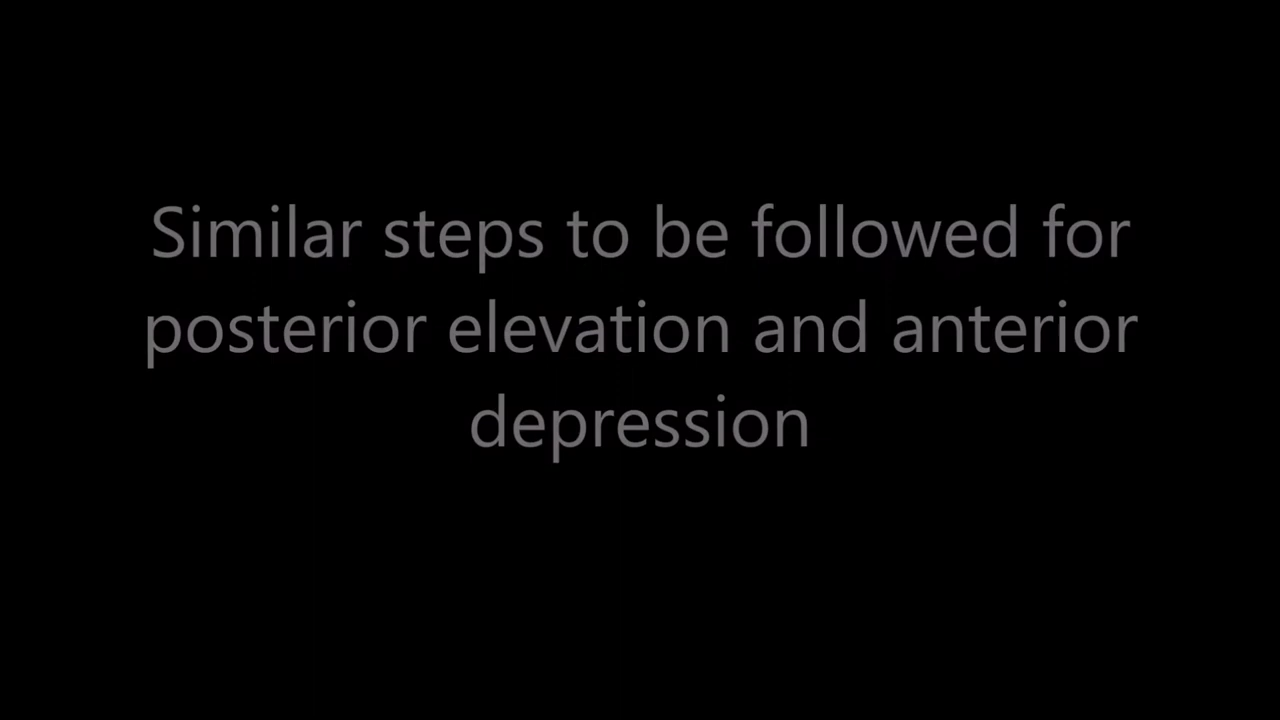 Similar steps to be followed for
posterior elevation and anterior
depression